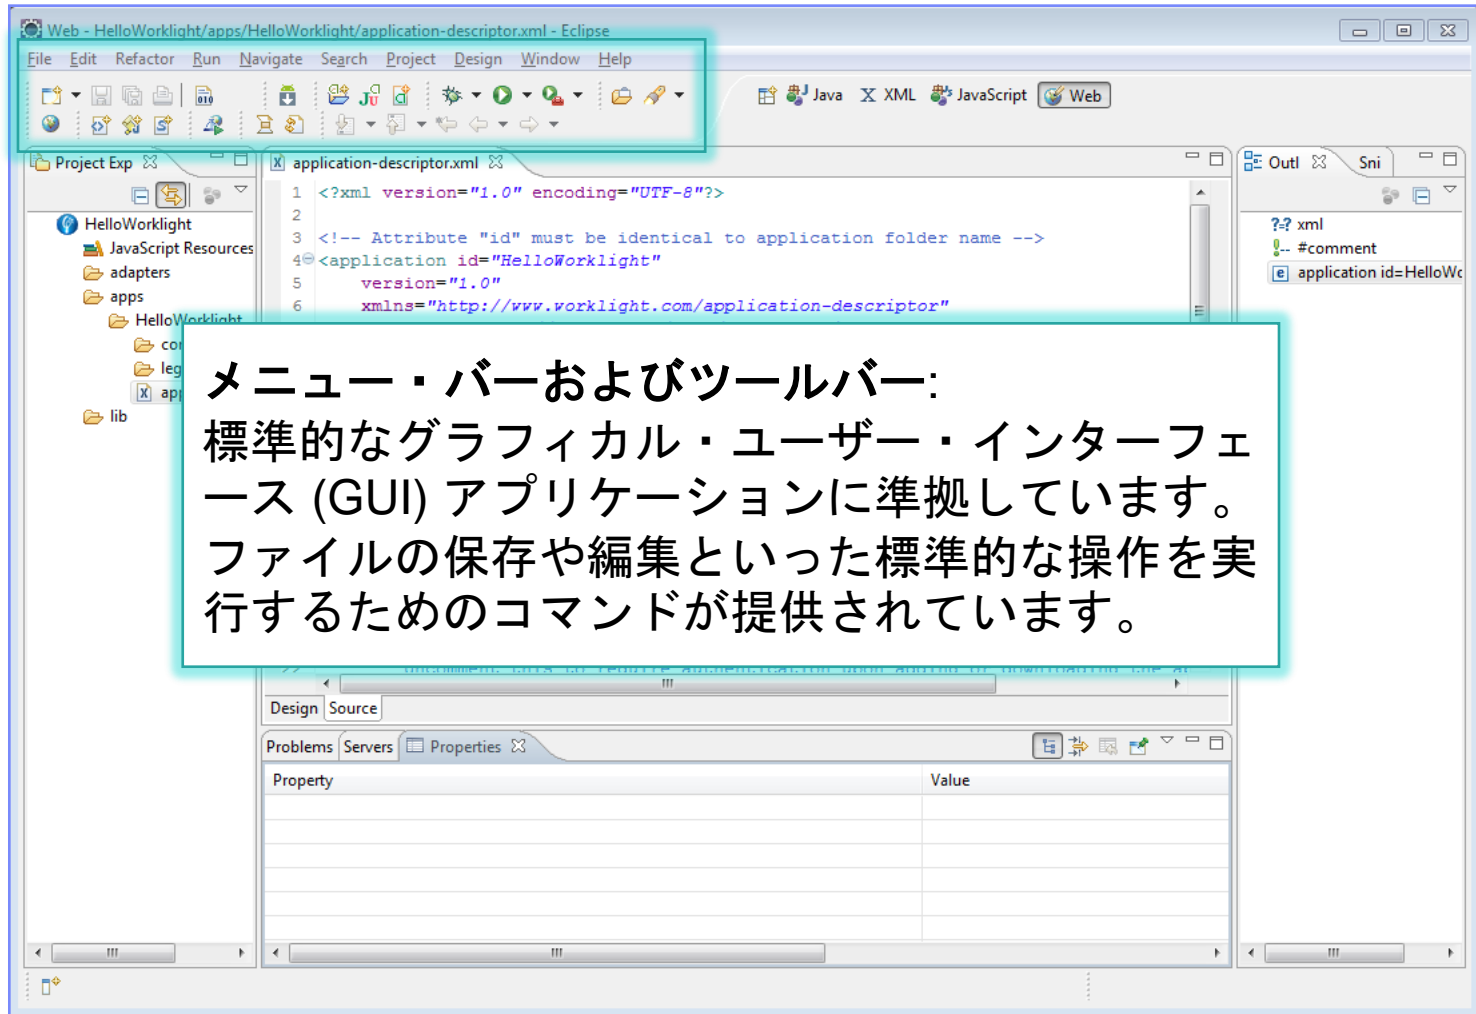 Web - HelloWorklight/apps/HelloWorklight/application-descriptor.xml - Eclipse
File Edit Refactor Run Navigate Search Project Design Window Help
Java XML JavaScript Web
Project Exp
application-descriptor.xml
Outl Sni
HelloWorklight
JavaScript Resources
adapters
apps
HelloWorklight
lib
1 <?xml version="1.0" encoding="UTF-8"?>
2
3 <!-- Attribute "id" must be identical to application folder name -->
4 <application id="HelloWorklight"
5 version="1.0"
6 xmlns="http://www.worklight.com/application-descriptor"
?=? xml
#comment
application id=HelloWo
メニュー・バーおよびツールバー:
標準的なグラフィカル・ユーザー・インターフェ
ース (GUI) アプリケーションに準拠しています。
ファイルの保存や編集といった標準的な操作を実
行するためのコマンドが提供されています。
Design Source
Problems Servers Properties
Property Value